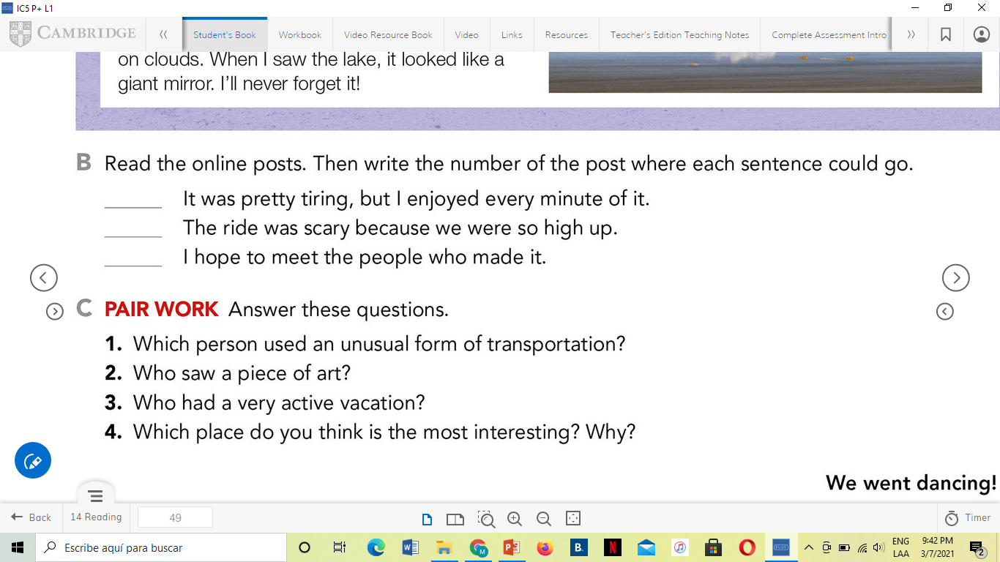 IC5 P+ L1
CAMBRIDGE
Student's Book
Workbook
Video Resource Book
Video
Links
Resources
Teacher's Edition Teaching Notes
Complete Assessment Intro
on clouds. When I saw the lake, it looked like a
giant mirror. I'll never forget it!
B Read the online posts. Then write the number of the post where each sentence could go.
It was pretty tiring, but I enjoyed every minute of it.
The ride was scary because we were so high up.
I hope to meet the people who made it.
C PAIR WORK Answer these questions.
1. Which person used an unusual form of transportation?
2. Who saw a piece of art?
3. Who had a very active vacation?
4. Which place do you think is the most interesting? Why?
We went dancing!
Back
14 Reading
49
Timer
Escribe aquí para buscar
ENG
LAA
9:42 PM
3/7/2021
2